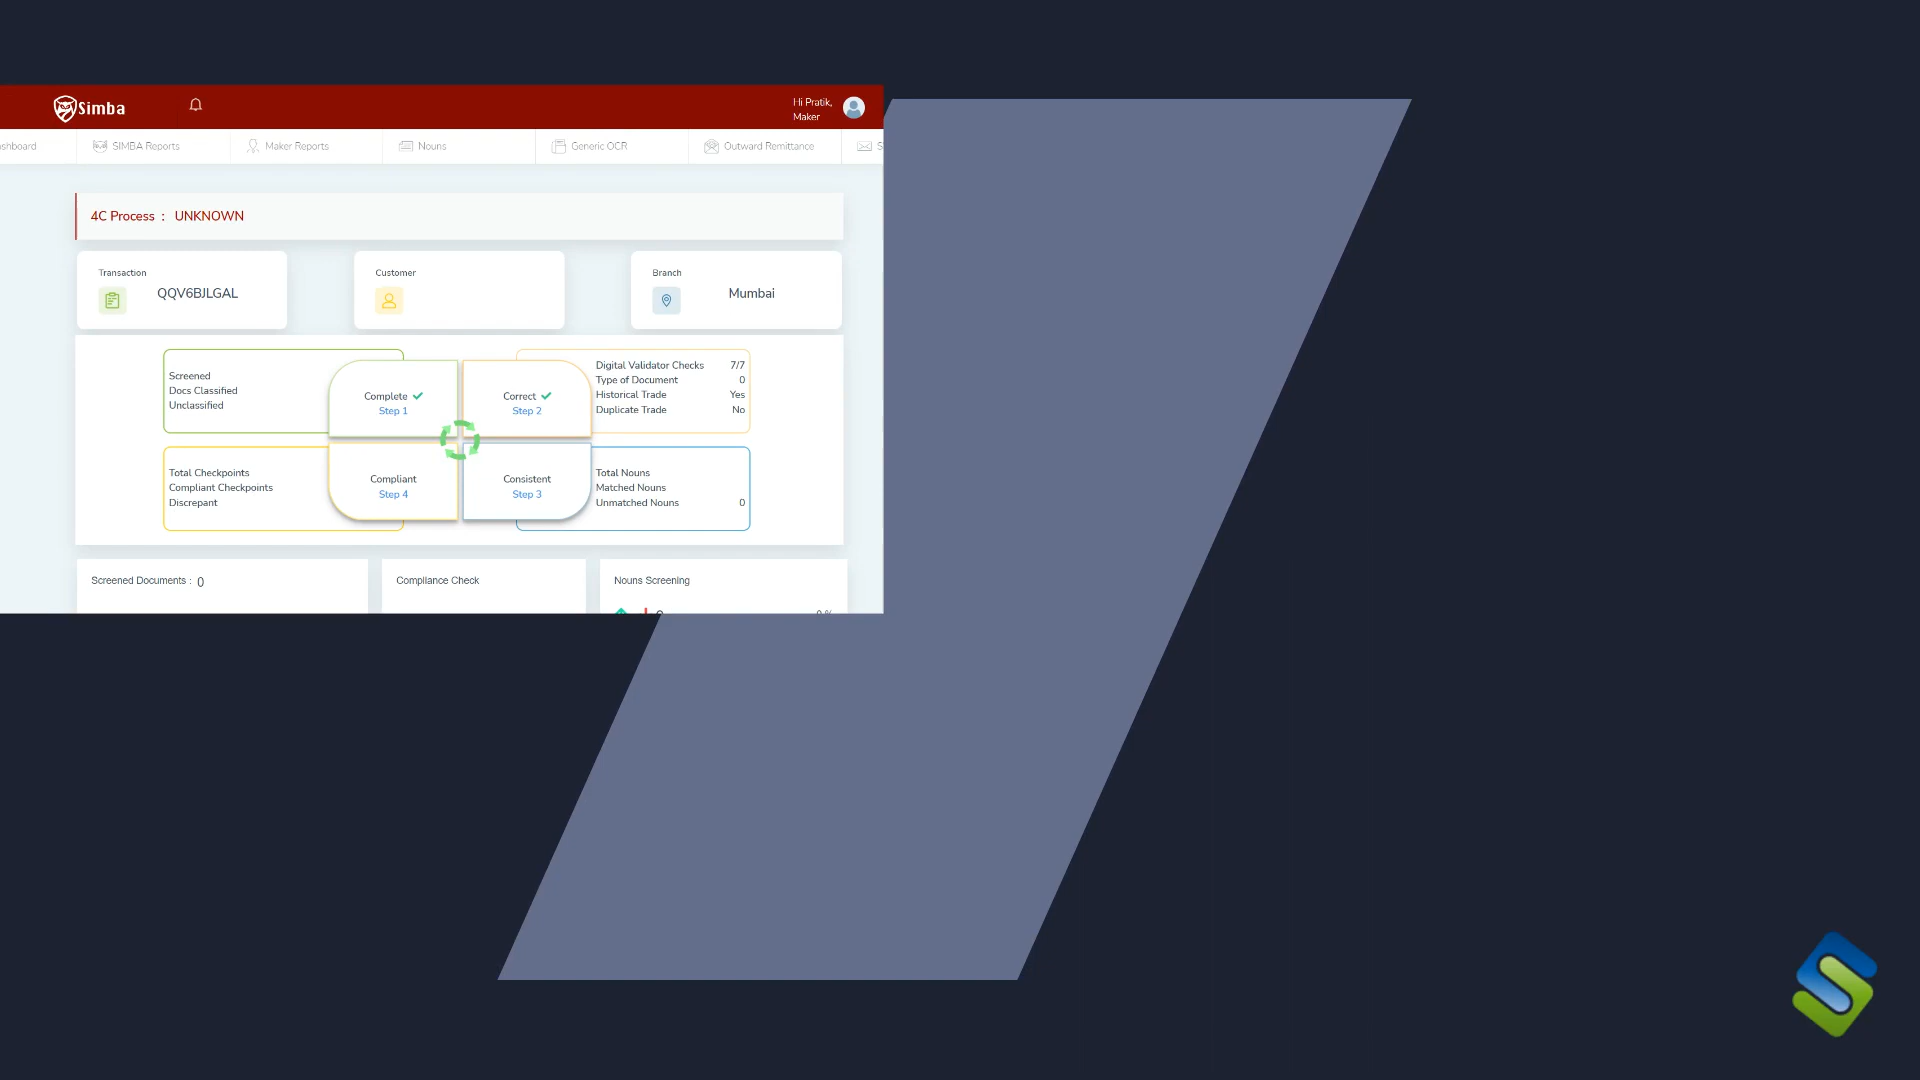 Simba
Hi Pratik,
Maker
shboard
SIMBA Reports
Maker Reports
Nouns
Generic OCR
Outward Remittance
S
4C Process : UNKNOWN
Transaction
QQV6BJLGAL
Customer
Branch
Mumbai
Screened
Docs Classified
Unclassified
Complete
Step 1
Correct
Step 2
Digital Validator Checks 7/7
Type of Document 0
Historical Trade Yes
Duplicate Trade No
Total Checkpoints
Compliant Checkpoints
Discrepant
Compliant
Step 4
Consistent
Step 3
Total Nouns
Matched Nouns
Unmatched Nouns 0
Screened Documents : 0
Compliance Check
Nouns Screening